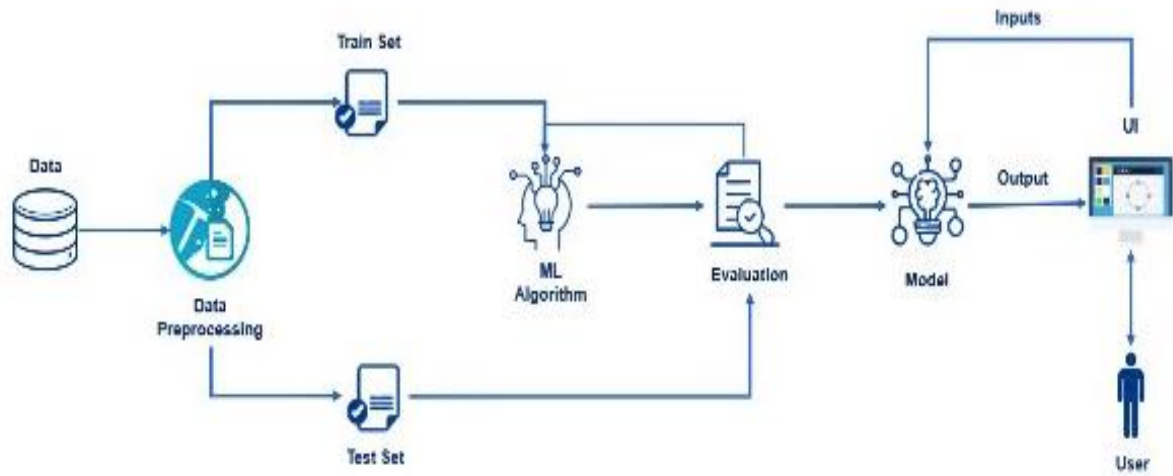 Inputs
Train Set
UI
Data
Output
ML
Algorithm
Evaluation
Model
Data
Preprocessing
Test Set
User